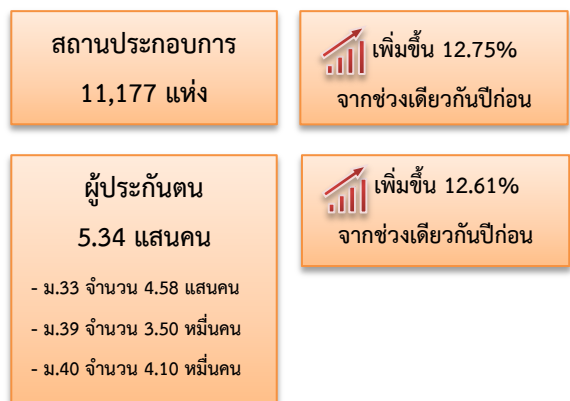 สถานประกอบการ
11,177 แห่ง
เพิ่มขึ้น 12.75%
จากช่วงเดียวกันปีก่อน
ผู้ประกันตน
5.34 แสนคน
- ม.33 จำนวน 4.58 แสนคน
- ม.39 จำนวน 3.50 หมื่นคน
- ม.40 จำนวน 4.10 หมื่นคน
เพิ่มขึ้น 12.61%
จากช่วงเดียวกันปีก่อน